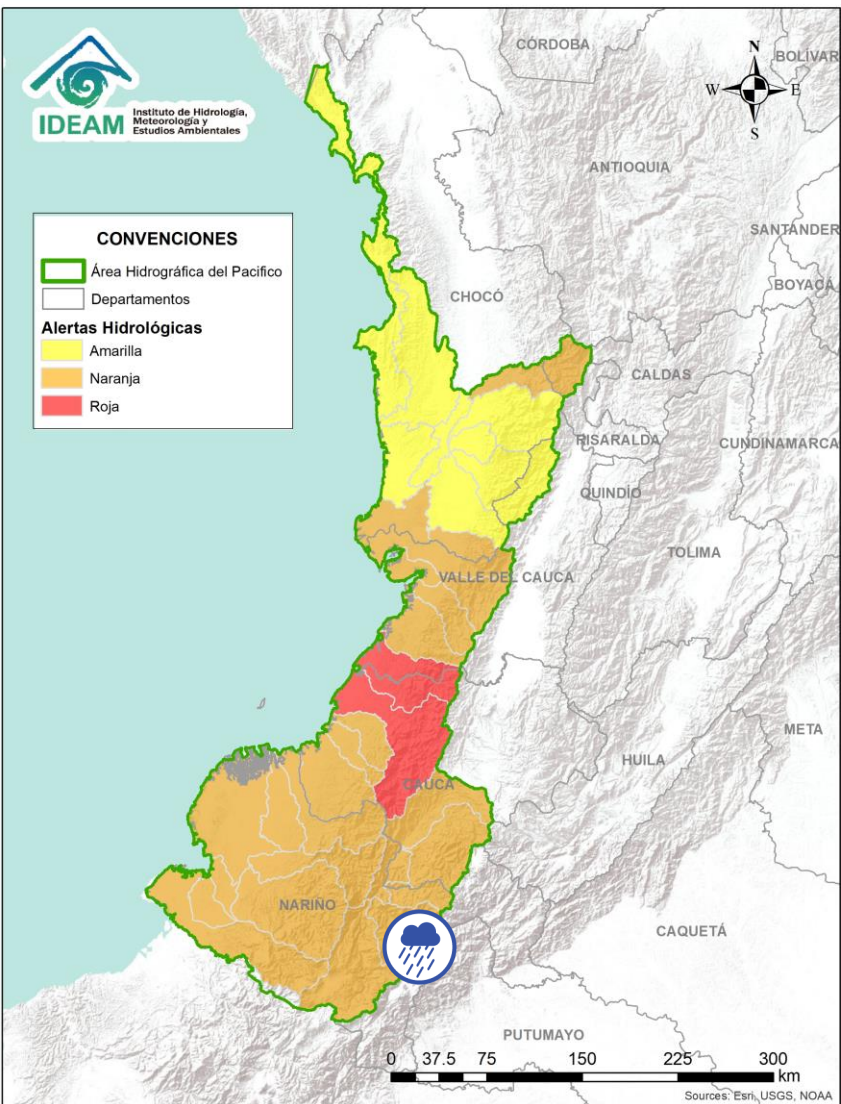 IDEAM
Instituto de Hidrología,
Meteorología y
Estudios Ambientales
N
W
E
S
CÓRDOBA
BOLÍVAR
ANTIOQUIA
SANTANDER
BOYACÁ
CONVENCIONES
Área Hidrográfica del Pacifico
Departamentos
Alertas Hidrológicas
Amarilla
Naranja
Roja
CHOCÓ
CALDAS
RISARALDA
CUNDINAMARCA
QUINDÍO
TOLIMA
VALLE DEL CAUCA
META
HUILA
CAUCA
NARIÑO
CAQUETÁ
PUTUMAYO
0 37.5 75 150 225 300
km
Sources: Esri, USGS, NOAA